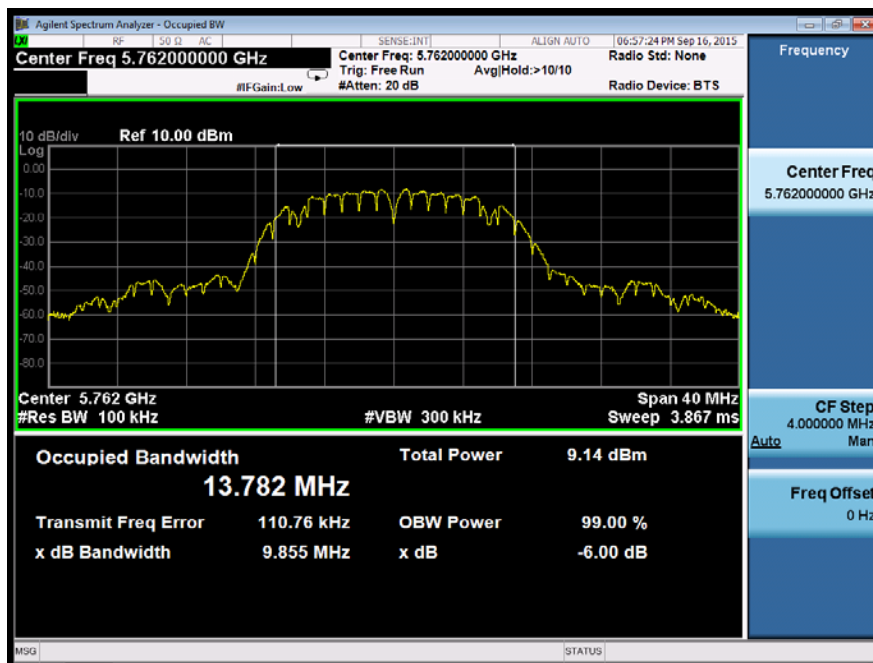 Agilent Spectrum Analyzer - Occupied BW
LXI RF 50 Ω AC SENSE:INT ALIGN AUTO 06:57:24 PM Sep 16, 2015
Center Freq 5.762000000 GHz
Center Freq: 5.762000000 GHz Radio Std: None
Trig: Free Run Avg|Hold:>10/10
#IFGain:Low #Atten: 20 dB Radio Device: BTS
Frequency
10 dB/div Ref 10.00 dBm
Log
0.00
-10.0
-20.0
-30.0
-40.0
-50.0
-60.0
-70.0
-80.0
Center 5.762 GHz Span 40 MHz
#Res BW 100 kHz #VBW 300 kHz Sweep 3.867 ms
Occupied Bandwidth Total Power 9.14 dBm
13.782 MHz
Transmit Freq Error 110.76 kHz OBW Power 99.00 %
x dB Bandwidth 9.855 MHz x dB -6.00 dB
Center Freq
5.762000000 GHz
CF Step
4.000000 MHz
Auto Man
Freq Offset
0 Hz
MSG STATUS